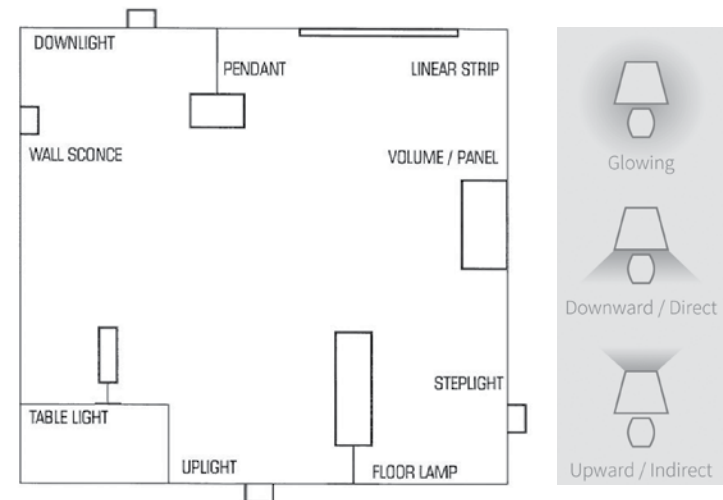 DOWNLIGHT
PENDANT
LINEAR STRIP
WALL SCONCE
VOLUME / PANEL
STEPLIGHT
TABLE LIGHT
UPLIGHT
FLOOR LAMP
Glowing
Downward / Direct
Upward / Indirect